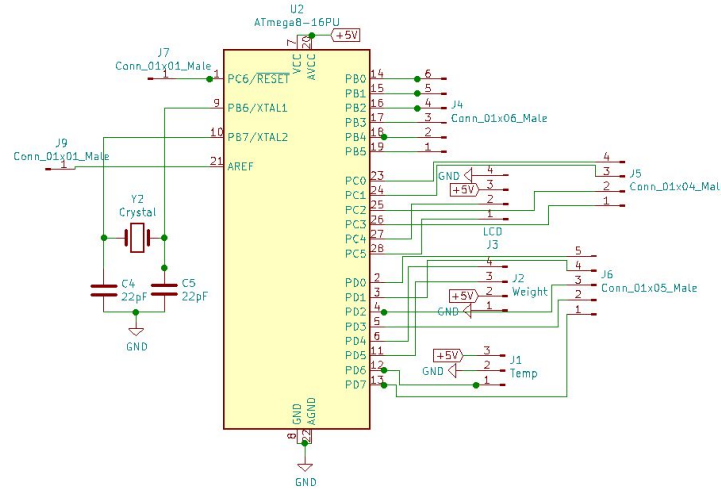 U2
ATmega8-16PU
7
20
+5V
VCC
AVCC
J7
Conn_01x01_Male
1
1
PC6/RESET
9
PB6/XTAL1
10
PB7/XTAL2
J9
Conn_01x01_Male
1
21
AREF
Y2
Crystal
C4
22pF
C5
22pF
GND
PB0 14 6
PB1 15 5
PB2 16 4
PB3 17 3
PB4 18 2
PB5 19 1
J4
Conn_01x06_Male
PC0 23
PC1 24
PC2 25
PC3 26
PC4 27
PC5 28
GND 4
+5V 3
2
1
LCD
J3
4
3
2
1
J5
Conn_01x04_Mal
PD0 2
PD1 3
PD2 4
PD3 5
PD4 6
PD5 11
PD6 12
PD7 13
4
3
+5V 2
GND 1
J2
Weight
5
4
3
2
1
J6
Conn_01x05_Male
+5V 3
GND 2
1
J1
Temp
GND
AGND
8
22
GND